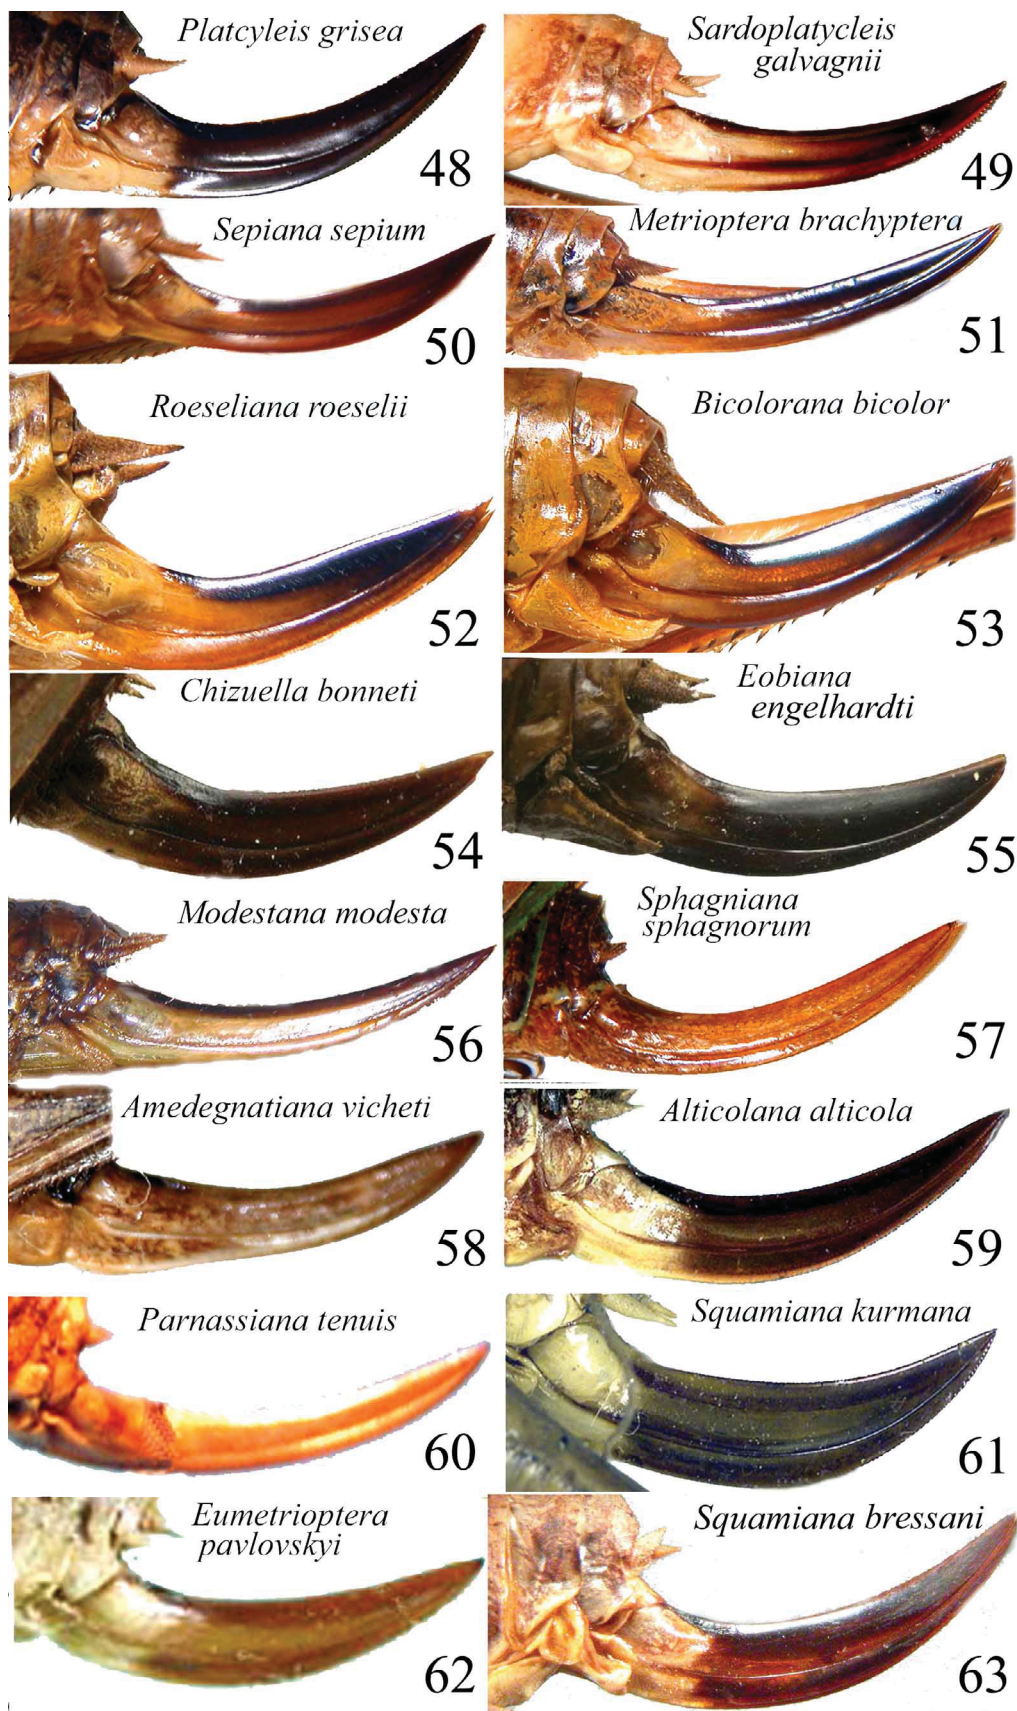 Platcyleis grisea
48
Sardoplatycleis
galvagnii
49
Sepiana sepium
50
Metrioptera brachyptera
51
Roeseliana roeselii
52
Bicolorana bicolor
53
Chizuella bonneti
54
Eobiana
engelhardti
55
Modestana modesta
56
Sphagniana
sphagnorum
57
Amedegnatiana vicheti
58
Alticolana alticola
59
Parnassiana tenuis
60
Squamiana kurmana
61
Eumetrioptera
pavlovskyi
62
Squamiana bressani
63